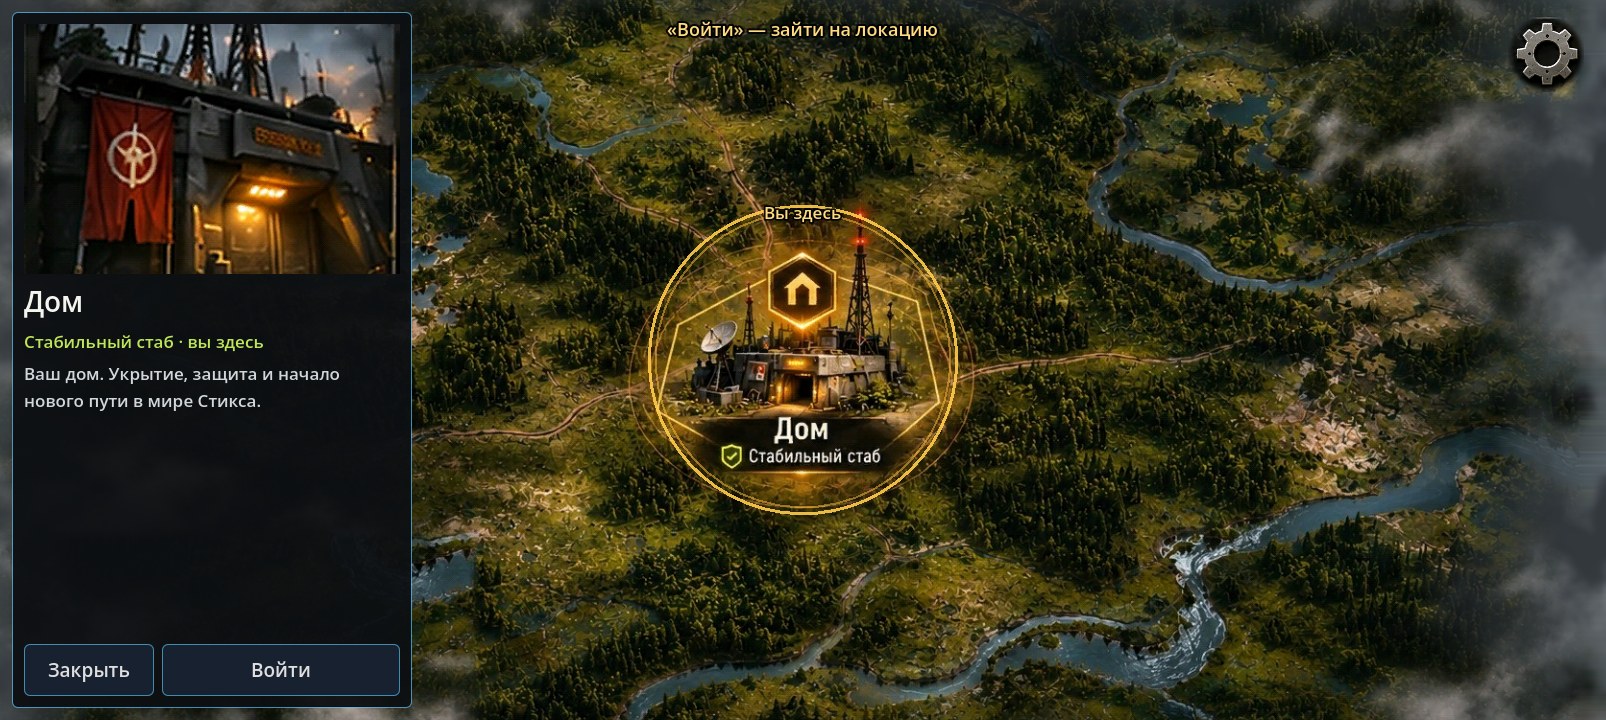 «Войти» — зайти на локацию
Дом
Стабильный стаб · вы здесь
Ваш дом. Укрытие, защита и начало
нового пути в мире Стикса.
Закрыть
Войти
Вы здесь
Дом
Стабильный стаб